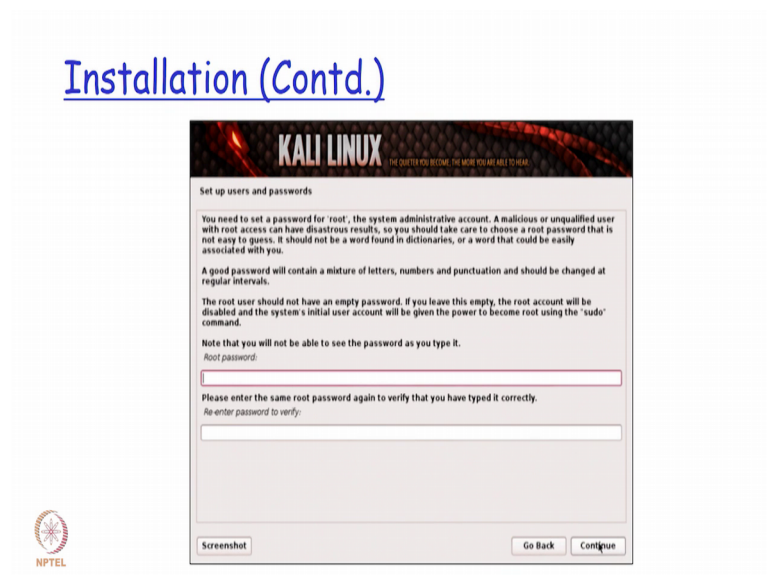 Installation (Contd.)
KALI LINUX THE QUIETER YOU BECOME, THE MORE YOU ARE ABLE TO HEAR.
Set up users and passwords
You need to set a password for 'root', the system administrative account. A malicious or unqualified user
with root access can have disastrous results, so you should take care to choose a root password that is
not easy to guess. It should not be a word found in dictionaries, or a word that could be easily
associated with you.
A good password will contain a mixture of letters, numbers and punctuation and should be changed at
regular intervals.
The root user should not have an empty password. If you leave this empty, the root account will be
disabled and the system's initial user account will be given the power to become root using the "sudo"
command.
Note that you will not be able to see the password as you type it.
Root password:
Please enter the same root password again to verify that you have typed it correctly.
Re-enter password to verify:
Screenshot Go Back Continue
NPTEL